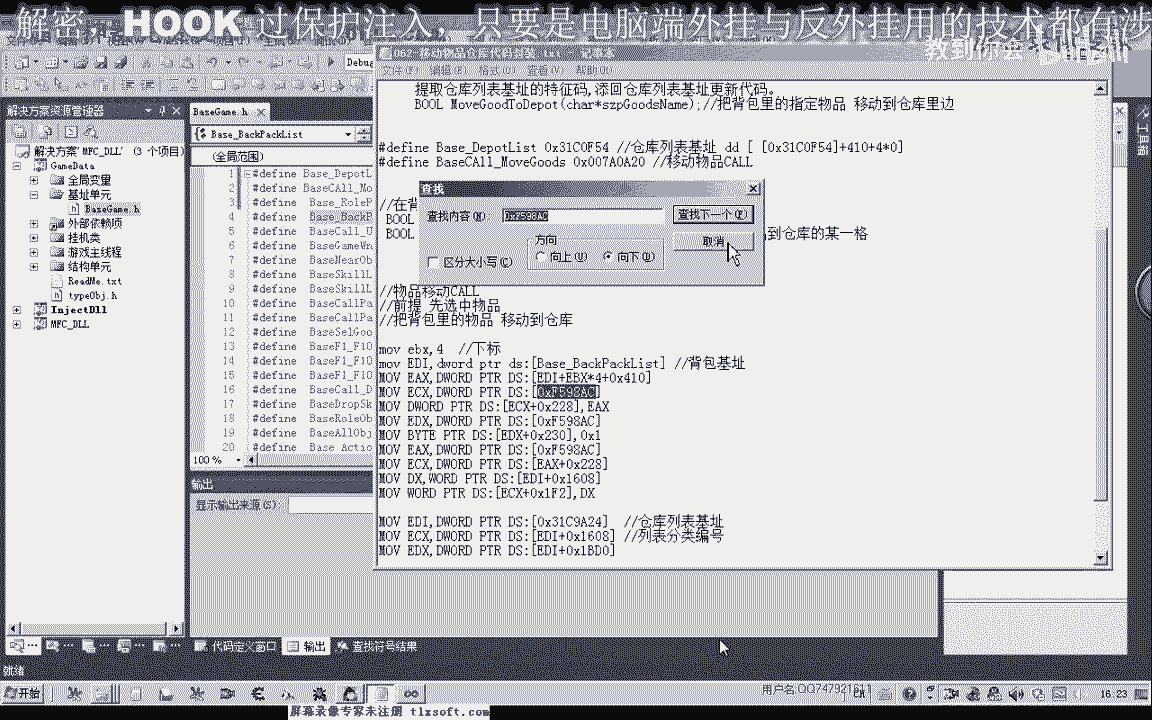 解密，HOOK 过保护注入，只要是电脑端外挂与反外挂用的技术都有涉
教到你会
062-移动物品仓库代码封装.txt - 记事本
文件(F) 编辑(E) 格式(O) 查看(V) 帮助(H)
Debug
提取仓库列表基址的特征码,添回仓库基址更新代码。
BOOL MoveGoodToDepot(char*szpGoodsName);//把背包里的指定物品 移动到仓库里边
#define Base_DepotList 0x31C0F54 //仓库列表基址 dd [ [0x31C0F54]+410+4*0]
#define BaseCAll_MoveGoods 0x007A0A20 //移动物品CALL
//在背
BOOL
BOOL
到仓库的某一格
查找
查找内容(N):
0xF598AC
查找下一个(F)
方向
取消
区分大小写(C)
向上(U)
向下(D)
//物品移动CALL
//前提 先选中物品
//把背包里的物品 移动到仓库
mov ebx,4 //下标
mov EDI,dword ptr ds:[Base_BackPackList] //背包基址
MOV EAX,DWORD PTR DS:[EDI+EBX*4+0x410]
MOV ECX,DWORD PTR DS:[0xF598AC]
MOV DWORD PTR DS:[ECX+0x228],EAX
MOV EDX,DWORD PTR DS:[0xF598AC]
MOV BYTE PTR DS:[EDX+0x230],0x1
MOV EAX,DWORD PTR DS:[0xF598AC]
MOV ECX,DWORD PTR DS:[EAX+0x228]
MOV DX,WORD PTR DS:[EDI+0x1608]
MOV WORD PTR DS:[ECX+0x1F2],DX
MOV EDI,DWORD PTR DS:[0x31C9A24] //仓库列表基址
MOV ECX,DWORD PTR DS:[EDI+0x1608] //列表分类编号
MOV EDX,DWORD PTR DS:[EDI+0x1BD0]
解决方案资源管理器
解决方案'MFC_DLL' (3 个项目)
GameData
全局变量
基址单元
BaseGame.h
外部依赖项
挂机类
游戏主线程
结构单元
ReadMe.txt
typeObj.h
InjectDll
MFC_DLL
BaseGame.h
Base_BackPackList
(全局范围)
1 #define Base_DepotL
2 #define BaseCAll_Mo
3 #define Base_RoleP
4 #define Base_BackP
5 #define BaseCall_U
6 #define BaseGameWn
7 #define BaseNearOb
8 #define BaseSkillL
9 #define BaseSkillL
10 #define BaseCallPa
11 #define BaseCallPa
12 #define BaseSelGoo
13 #define BaseF1_F10
14 #define BaseF1_F10
15 #define BaseF1_F10
16 #define BaseCall_D
17 #define BaseDropSk
18 #define BaseRoleOb
19 #define BaseAllObj
20 #define Base_Action
100 %
输出
显示输出来源(S):
代码定义窗口 输出 查找符号结果
工具箱
就绪
开始
用户名:QQ747921611
16:23
屏幕录像专家未注册 tlxsoft.com